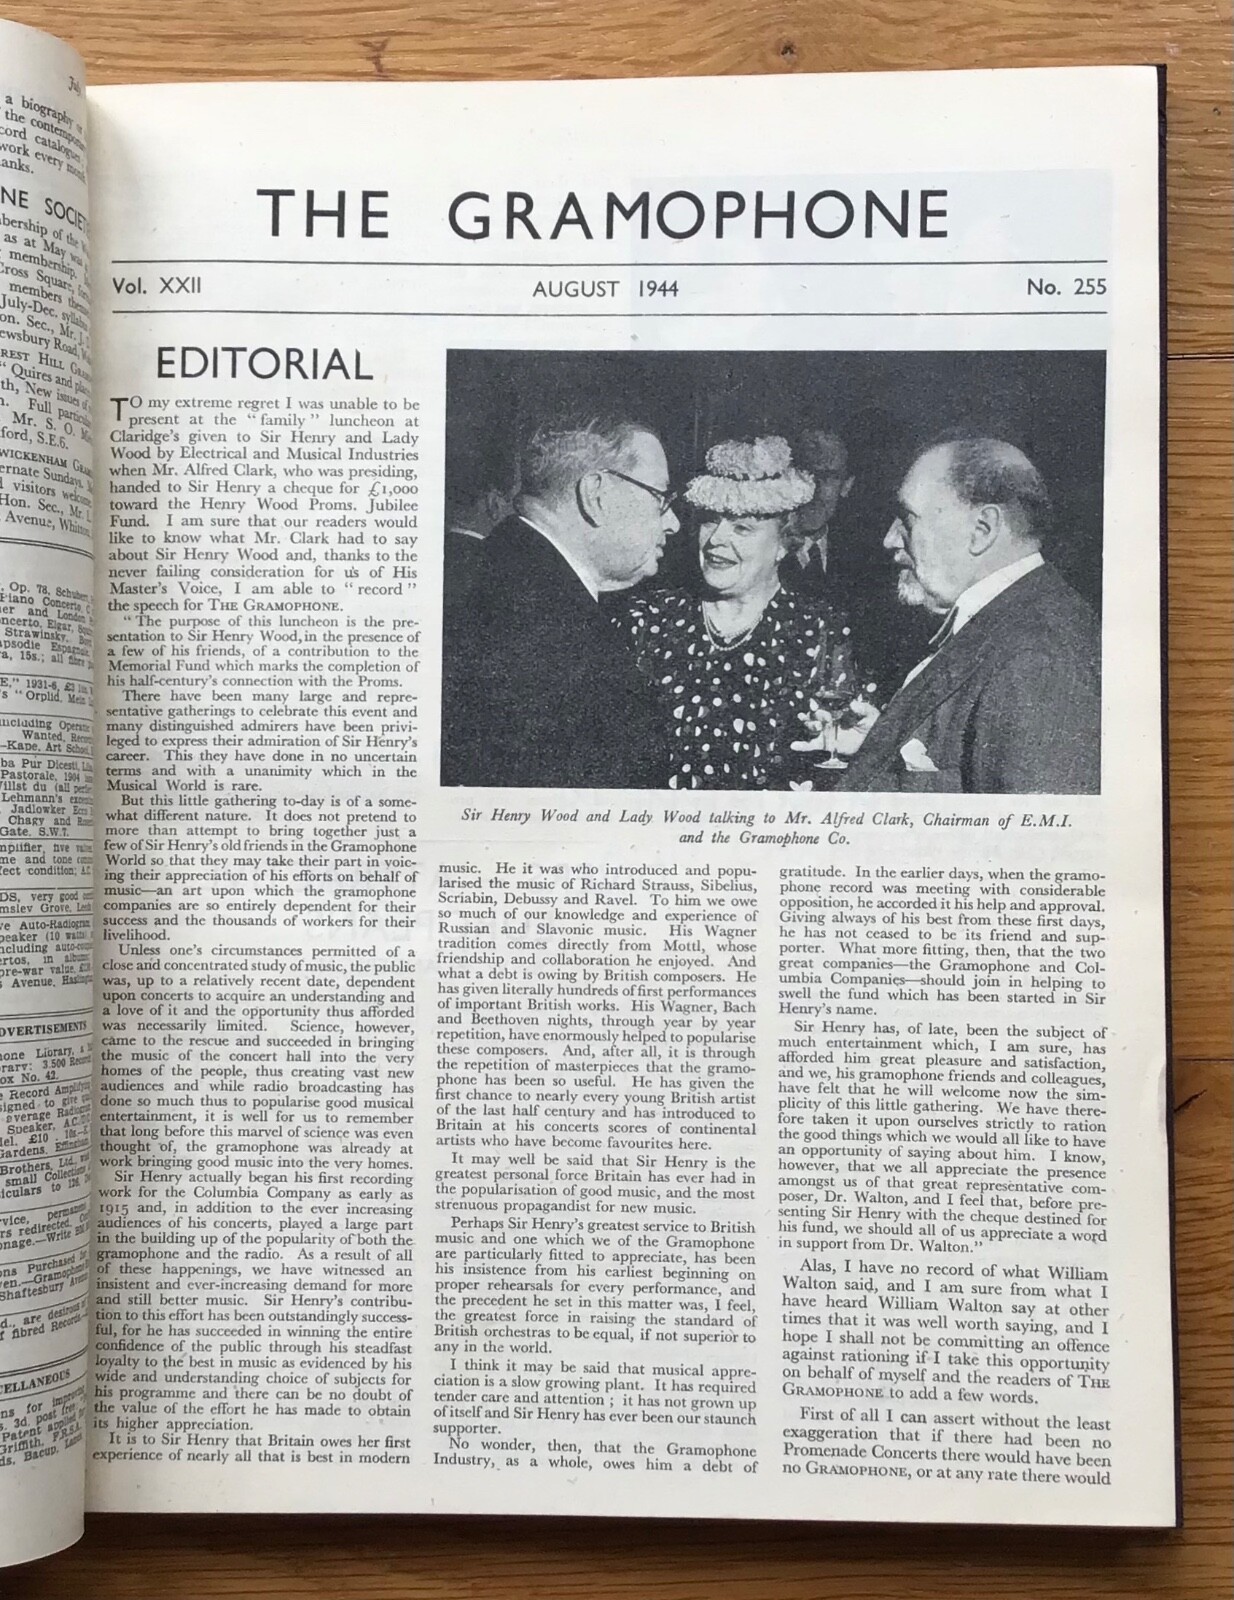 a biography
the contemporary
cord catalogue.
work every month
anks.
NE SOCIET
bership of the
as at May was
membership.
Cross Square,
members
July-Dec. syllabus
on. Sec., Mr. J.
ewsbury Road,
REST HILL
" Quires and
th, New issues of
n. Full
Mr. S. O.
ford, S.E.6.
WICKENHAM
ernate Sundays.
visitors welcome
Hon. Sec., Mr. L
Avenue,
THE GRAMOPHONE
Vol. XXII AUGUST 1944 No. 255
EDITORIAL
TO my extreme regret I was unable to be
present at the "family" luncheon at
Claridge's given to Sir Henry and Lady
Wood by Electrical and Musical Industries
when Mr. Alfred Clark, who was presiding,
handed to Sir Henry a cheque for £1,000
toward the Henry Wood Proms. Jubilee
Fund. I am sure that our readers would
like to know what Mr. Clark had to say
about Sir Henry Wood and, thanks to the
never failing consideration for us of His
Master's Voice, I am able to "record"
the speech for THE GRAMOPHONE.
"The purpose of this luncheon is the pre-
sentation to Sir Henry Wood, in the presence of
a few of his friends, of a contribution to the
Memorial Fund which marks the completion of
his half-century's connection with the Proms.
There have been many large and repre-
sentative gatherings to celebrate this event and
many distinguished admirers have been privi-
leged to express their admiration of Sir Henry's
career. This they have done in no uncertain
terms and with a unanimity which in the
Musical World is rare.
But this little gathering to-day is of a some-
what different nature. It does not pretend to
more than attempt to bring together just a
few of Sir Henry's old friends in the Gramophone
World so that they may take their part in voic-
ing their appreciation of his efforts on behalf of
music—an art upon which the gramophone
companies are so entirely dependent for their
success and the thousands of workers for their
livelihood.
Unless one's circumstances permitted of a
close and concentrated study of music, the public
was, up to a relatively recent date, dependent
upon concerts to acquire an understanding and
a love of it and the opportunity thus afforded
was necessarily limited. Science, however,
came to the rescue and succeeded in bringing
the music of the concert hall into the very
homes of the people, thus creating vast new
audiences and while radio broadcasting has
done so much thus to popularise good musical
entertainment, it is well for us to remember
that long before this marvel of science was even
thought of, the gramophone was already at
work bringing good music into the very homes.
Sir Henry actually began his first recording
work for the Columbia Company as early as
1915 and, in addition to the ever increasing
audiences of his concerts, played a large part
in the building up of the popularity of both the
gramophone and the radio. As a result of all
of these happenings, we have witnessed an
insistent and ever-increasing demand for more
and still better music. Sir Henry's contribu-
tion to this effort has been outstandingly success-
ful, for he has succeeded in winning the entire
confidence of the public through his steadfast
loyalty to the best in music as evidenced by his
wide and understanding choice of subjects for
his programme and there can be no doubt of
the value of the effort he has made to obtain
its higher appreciation.
It is to Sir Henry that Britain owes her first
experience of nearly all that is best in modern
Sir Henry Wood and Lady Wood talking to Mr. Alfred Clark, Chairman of E.M.I.
and the Gramophone Co.
music. He it was who introduced and popu-
larised the music of Richard Strauss, Sibelius,
Scriabin, Debussy and Ravel. To him we owe
so much of our knowledge and experience of
Russian and Slavonic music. His Wagner
tradition comes directly from Mottl, whose
friendship and collaboration he enjoyed. And
what a debt is owing by British composers. He
has given literally hundreds of first performances
of important British works. His Wagner, Bach
and Beethoven nights, through year by year
repetition, have enormously helped to popularise
these composers. And, after all, it is through
the repetition of masterpieces that the gramo-
phone has been so useful. He has given the
first chance to nearly every young British artist
of the last half century and has introduced to
Britain at his concerts scores of continental
artists who have become favourites here.
It may well be said that Sir Henry is the
greatest personal force Britain has ever had in
the popularisation of good music, and the most
strenuous propagandist for new music.
Perhaps Sir Henry's greatest service to British
music and one which we of the Gramophone
are particularly fitted to appreciate, has been
his insistence from his earliest beginning on
proper rehearsals for every performance, and
the precedent he set in this matter was, I feel,
the greatest force in raising the standard of
British orchestras to be equal, if not superior to
any in the world.
I think it may be said that musical appre-
ciation is a slow growing plant. It has required
tender care and attention ; it has not grown up
of itself and Sir Henry has ever been our staunch
supporter.
No wonder, then, that the Gramophone
Industry, as a whole, owes him a debt of
gratitude. In the earlier days, when the gramo-
phone record was meeting with considerable
opposition, he accorded it his help and approval.
Giving always of his best from these first days,
he has not ceased to be its friend and sup-
porter. What more fitting, then, that the two
great companies—the Gramophone and Col-
umbia Companies—should join in helping to
swell the fund which has been started in Sir
Henry's name.
Sir Henry has, of late, been the subject of
much entertainment which, I am sure, has
afforded him great pleasure and satisfaction,
and we, his gramophone friends and colleagues,
have felt that he will welcome now the sim-
plicity of this little gathering. We have there-
fore taken it upon ourselves strictly to ration
the good things which we would all like to have
an opportunity of saying about him. I know,
however, that we all appreciate the presence
amongst us of that great representative com-
poser, Dr. Walton, and I feel that, before pre-
senting Sir Henry with the cheque destined for
his fund, we should all of us appreciate a word
in support from Dr. Walton."
Alas, I have no record of what William
Walton said, and I am sure from what I
have heard William Walton say at other
times that it was well worth saying, and I
hope I shall not be committing an offence
against rationing if I take this opportunity
on behalf of myself and the readers of THE
GRAMOPHONE to add a few words.
First of all I can assert without the least
exaggeration that if there had been no
Promenade Concerts there would have been
no GRAMOPHONE, or at any rate there would